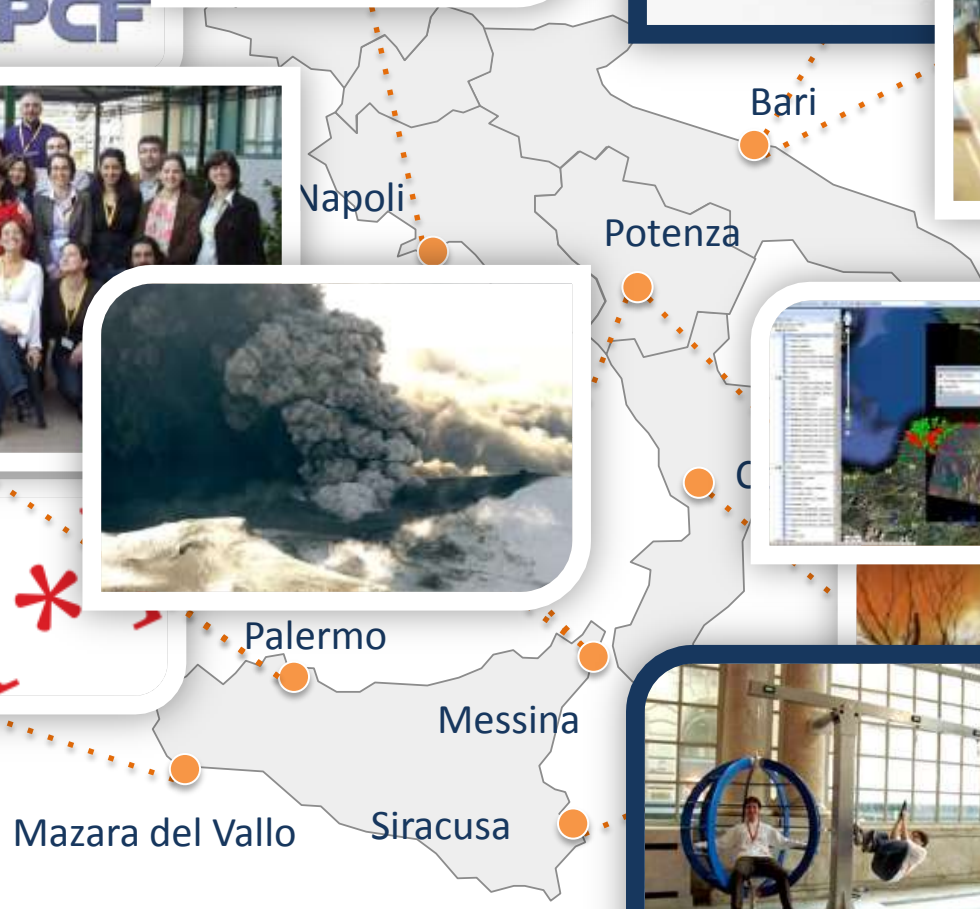 PCF
Bari
Napoli
Potenza
C
Palermo
Messina
Mazara del Vallo
Siracusa